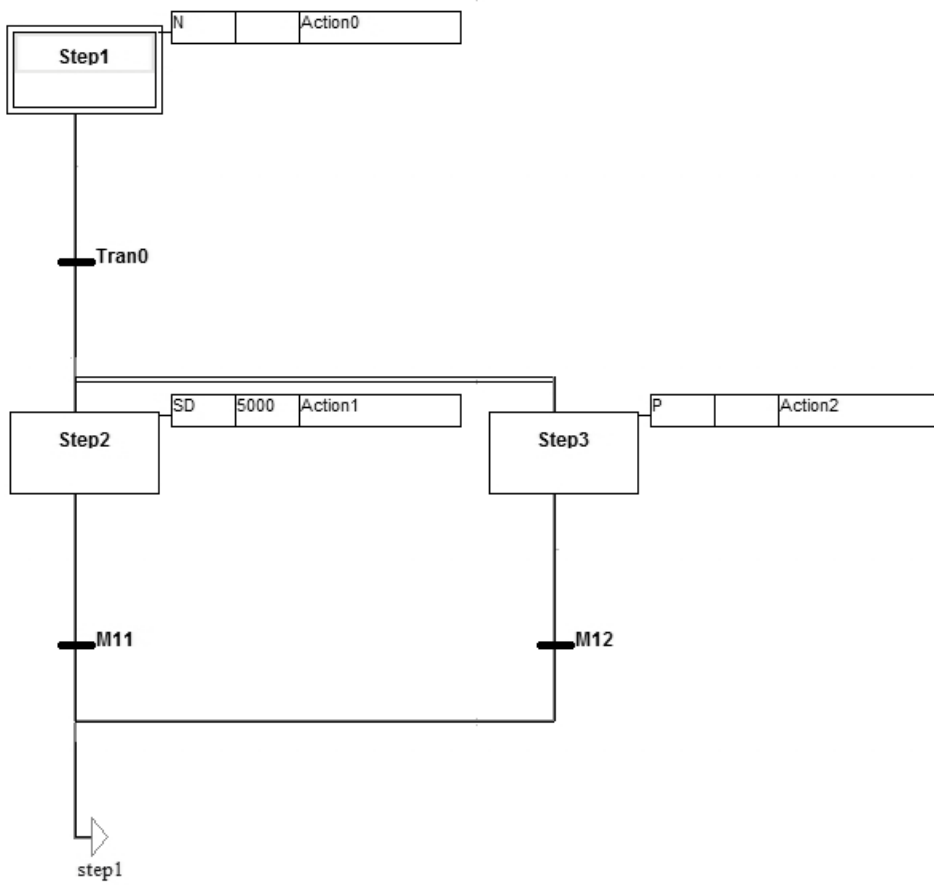 N Action0
Step1
Tran0
SD 5000 Action1
P Action2
Step2
Step3
M11
M12
step1